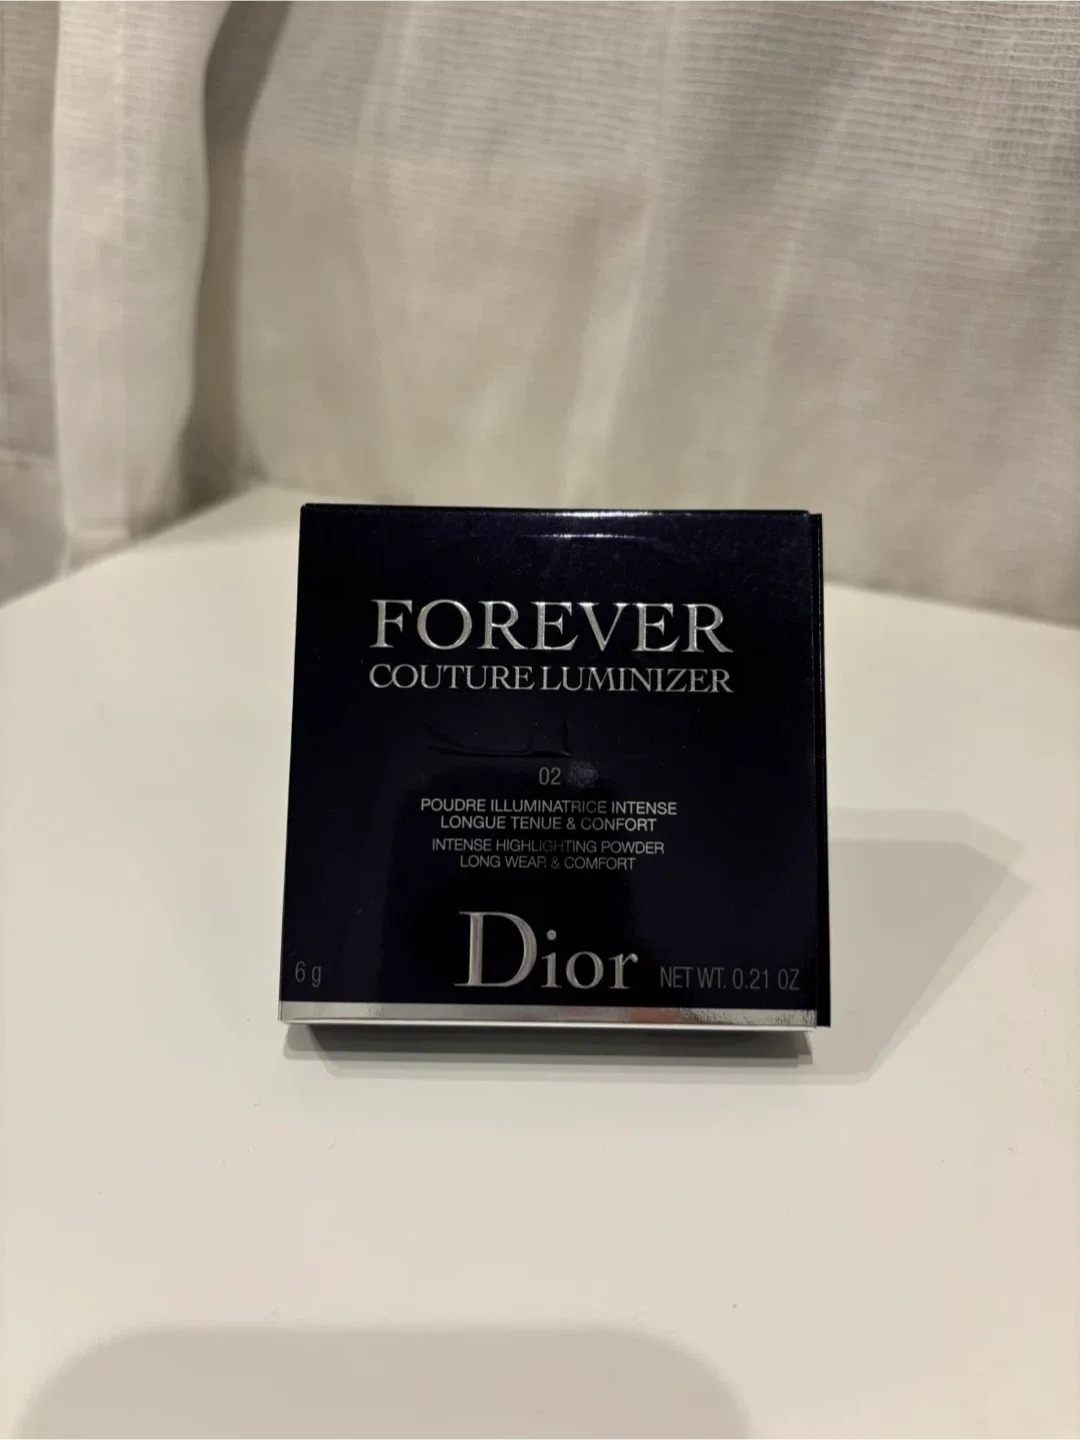 FOREVER
COUTURE LUMINIZER
02
POUDRE ILLUMINATRICE INTENSE
LONGUE TENUE & CONFORT
INTENSE HIGHLIGHTING POWDER
LONG WEAR & COMFORT
Dior
6 g
NET WT. 0.21 OZ